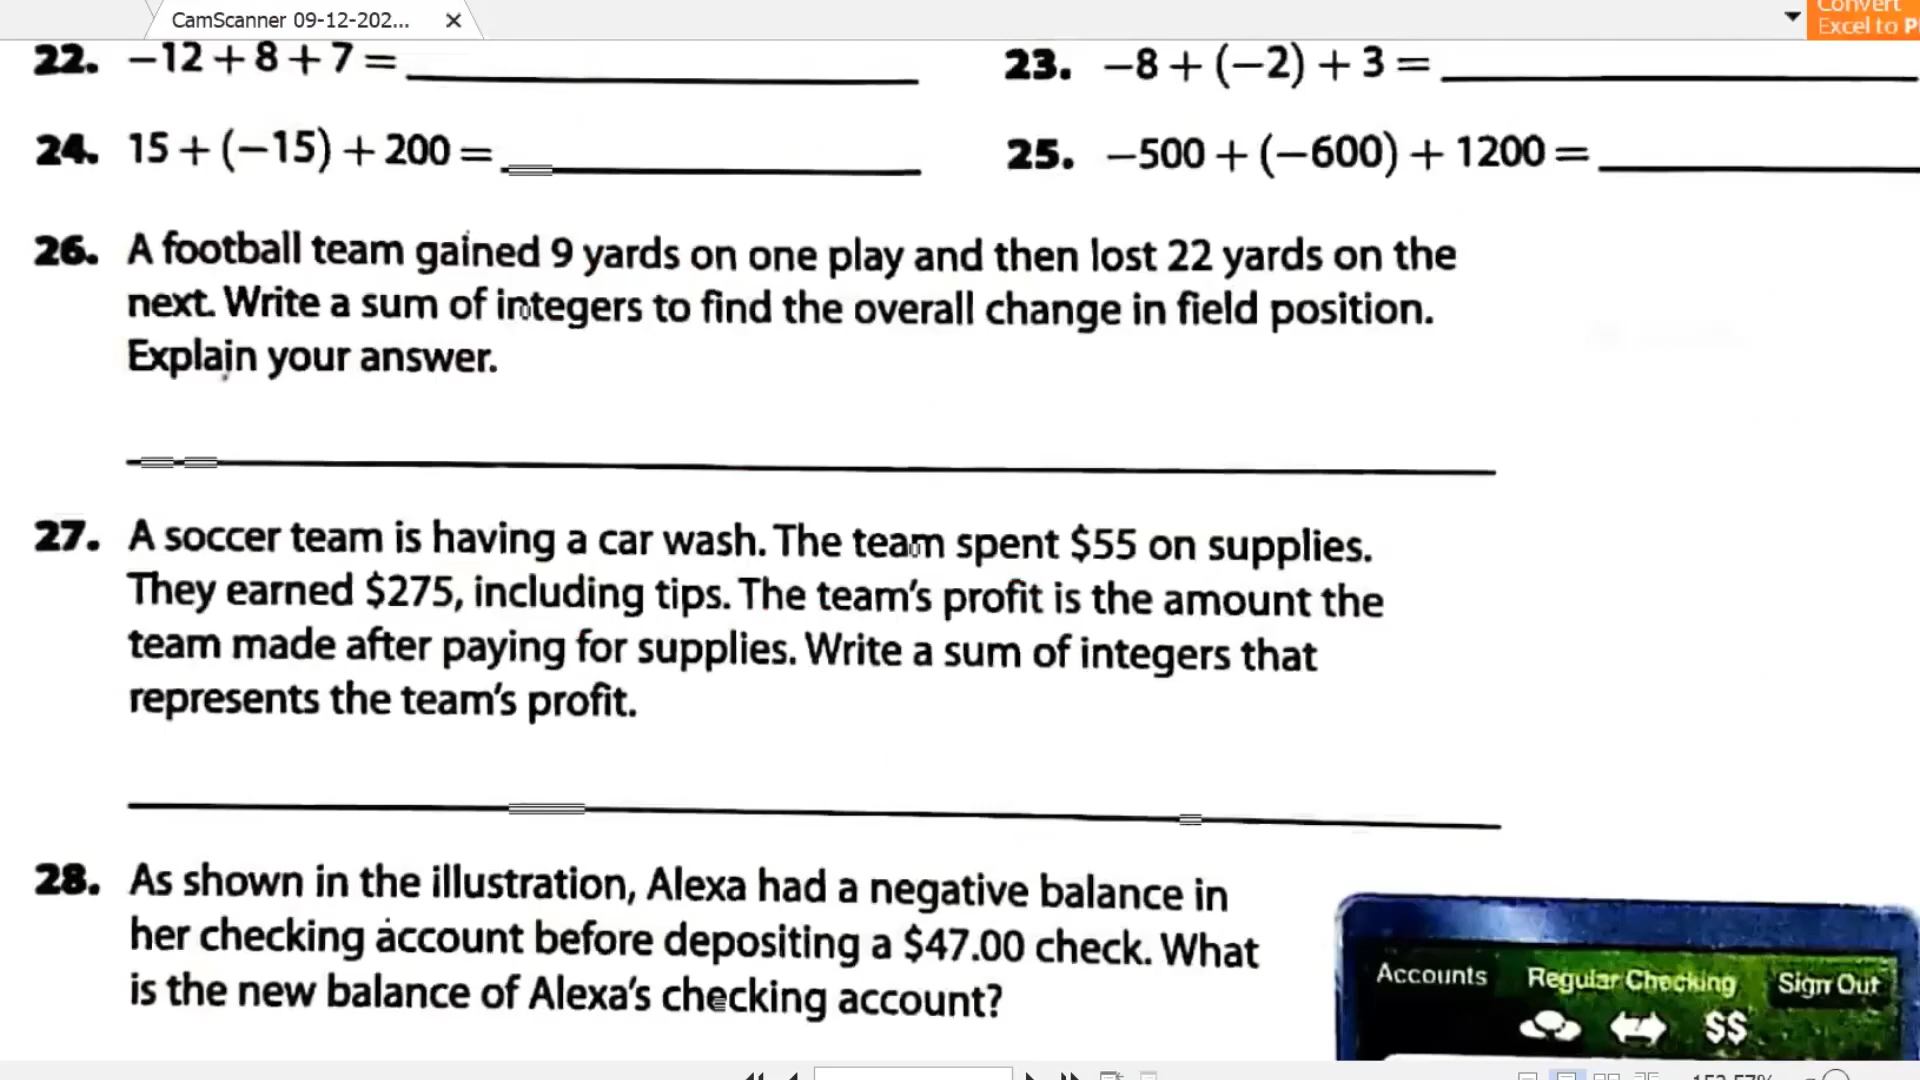 CamScanner 09-12-202...
Convert
Excel to P
22. −12 + 8 + 7 =
23. −8 + (−2) + 3 =
24. 15 + (−15) + 200 =
25. −500 + (−600) + 1200 =
26. A football team gained 9 yards on one play and then lost 22 yards on the
next. Write a sum of integers to find the overall change in field position.
Explain your answer.
27. A soccer team is having a car wash. The team spent $55 on supplies.
They earned $275, including tips. The team's profit is the amount the
team made after paying for supplies. Write a sum of integers that
represents the team's profit.
28. As shown in the illustration, Alexa had a negative balance in
her checking account before depositing a $47.00 check. What
is the new balance of Alexa's checking account?
Accounts Regular Checking Sign Out
$$